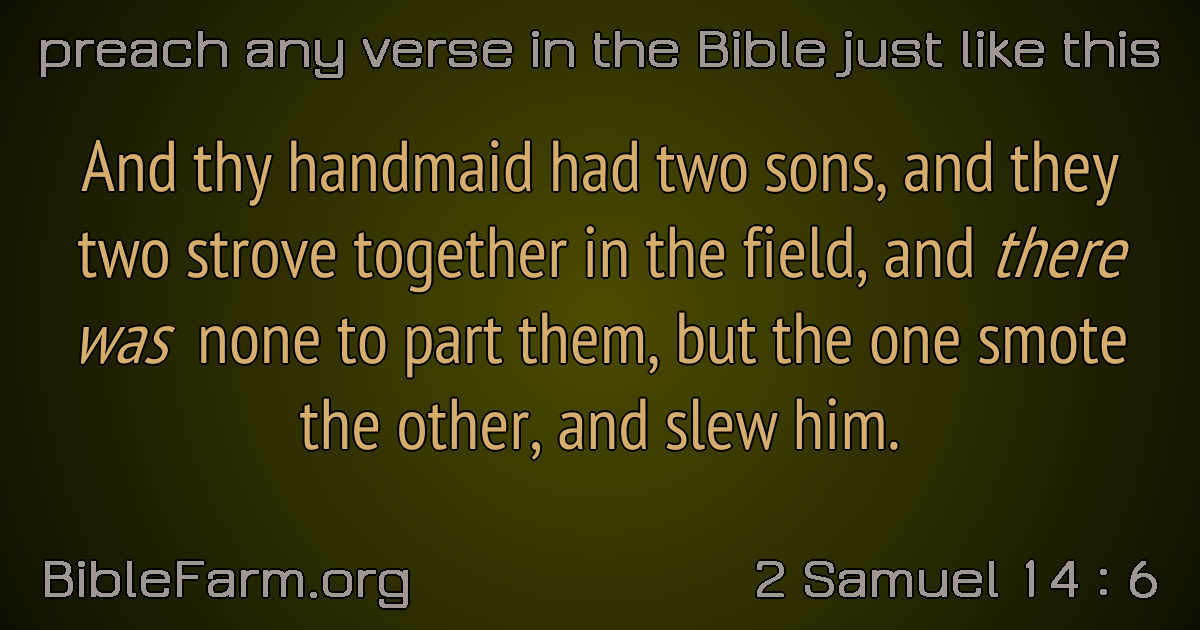 preach any verse in the Bible just like this
And thy handmaid had two sons, and they
two strove together in the field, and there
was none to part them, but the one smote
the other, and slew him.
BibleFarm.org
2 Samuel 14 : 6